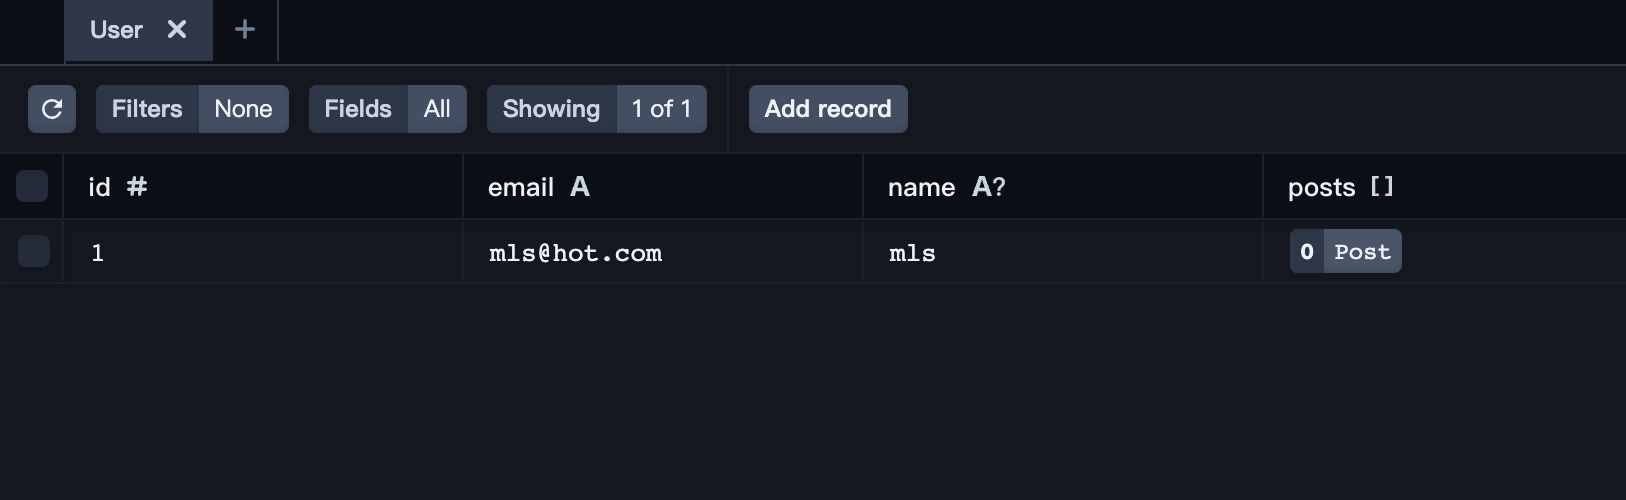 User
Filters None Fields All Showing 1 of 1 Add record
id # email A name A? posts []
1 mls@hot.com mls 0 Post